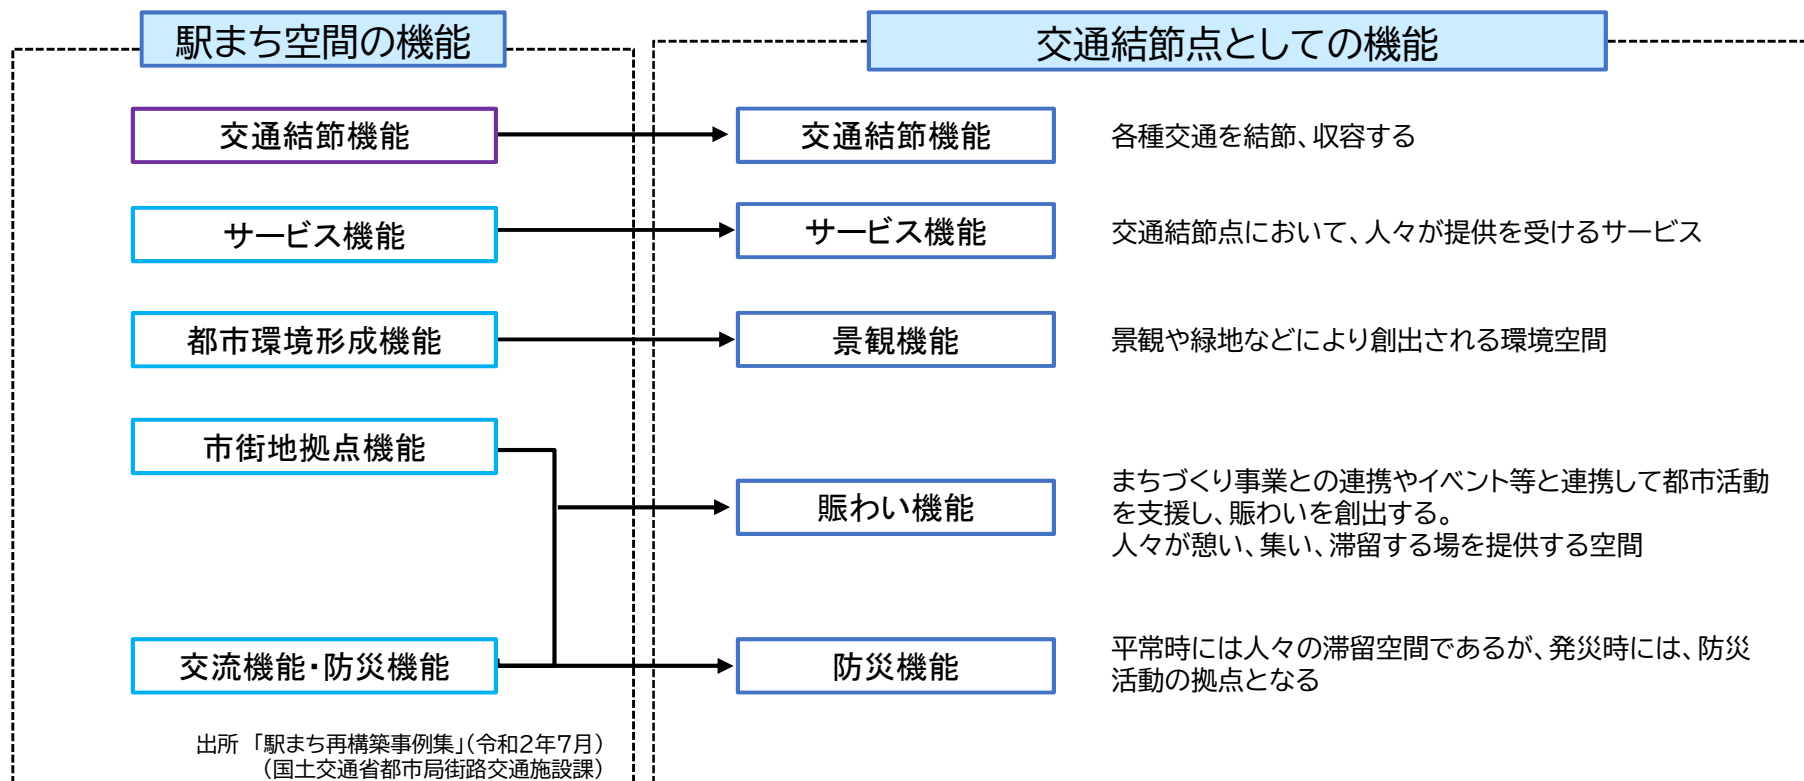 駅まち空間の機能
交通結節点としての機能
交通結節機能
交通結節機能
各種交通を結節、収容する
サービス機能
サービス機能
交通結節点において、人々が提供を受けるサービス
都市環境形成機能
景観機能
景観や緑地などにより創出される環境空間
市街地拠点機能
賑わい機能
まちづくり事業との連携やイベント等と連携して都市活動
を支援し、賑わいを創出する。
人々が憩い、集い、滞留する場を提供する空間
交流機能・防災機能
防災機能
平常時には人々の滞留空間であるが、発災時には、防災
活動の拠点となる
出所 「駅まち再構築事例集」(令和2年7月)
(国土交通省都市局街路交通施設課)